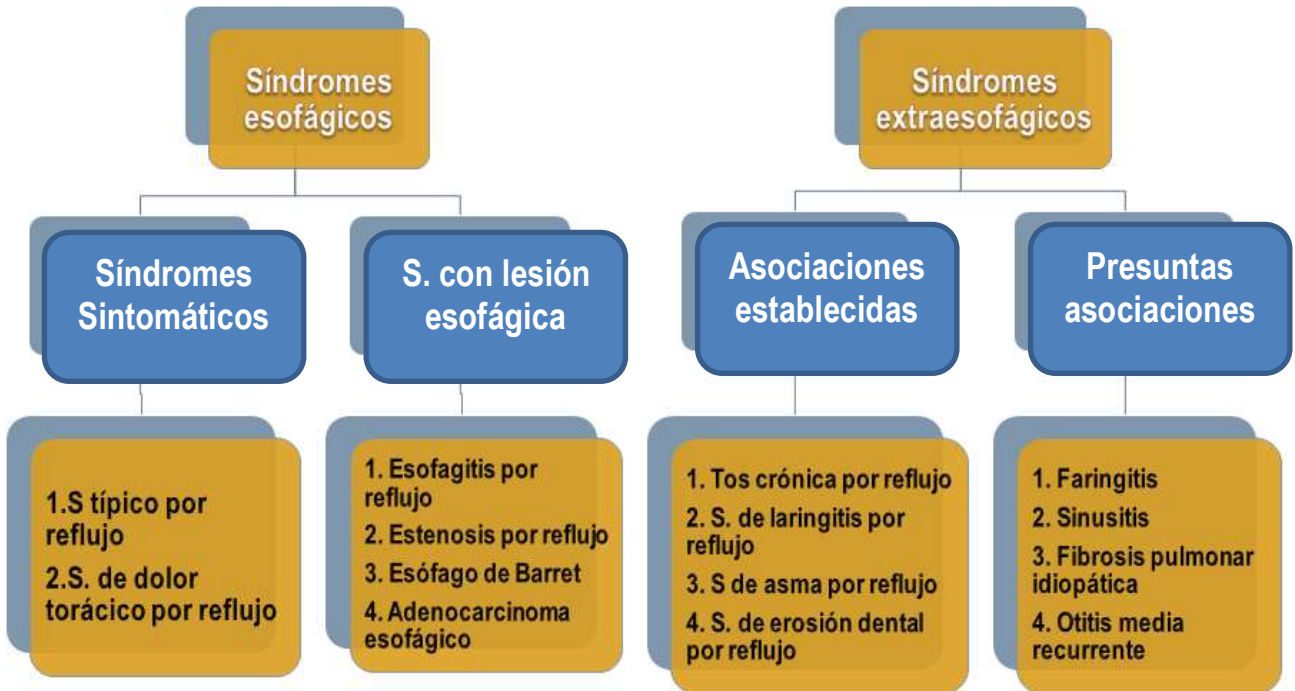 Síndromes
esofágicos
Síndromes
extraesofágicos
Síndromes
Sintomáticos
S. con lesión
esofágica
Asociaciones
establecidas
Presuntas
asociaciones
1.S típico por
reflujo
2.S. de dolor
torácico por reflujo
1. Esofagitis por
reflujo
2. Estenosis por reflujo
3. Esófago de Barret
4. Adenocarcinoma
esofágico
1. Tos crónica por reflujo
2. S. de laringitis por
reflujo
3. S de asma por reflujo
4. S. de erosión dental
por reflujo
1. Faringitis
2. Sinusitis
3. Fibrosis pulmonar
idiopática
4. Otitis media
recurrente